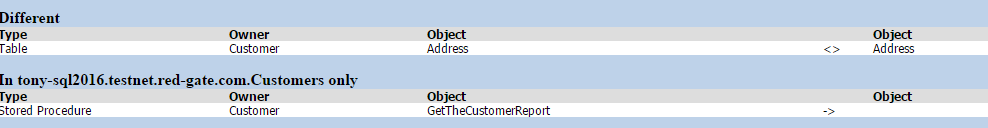 Different
Type Owner Object Object
Table Customer Address <> Address
In tony-sql2016.testnet.red-gate.com.Customers only
Type Owner Object Object
Stored Procedure Customer GetTheCustomerReport ->